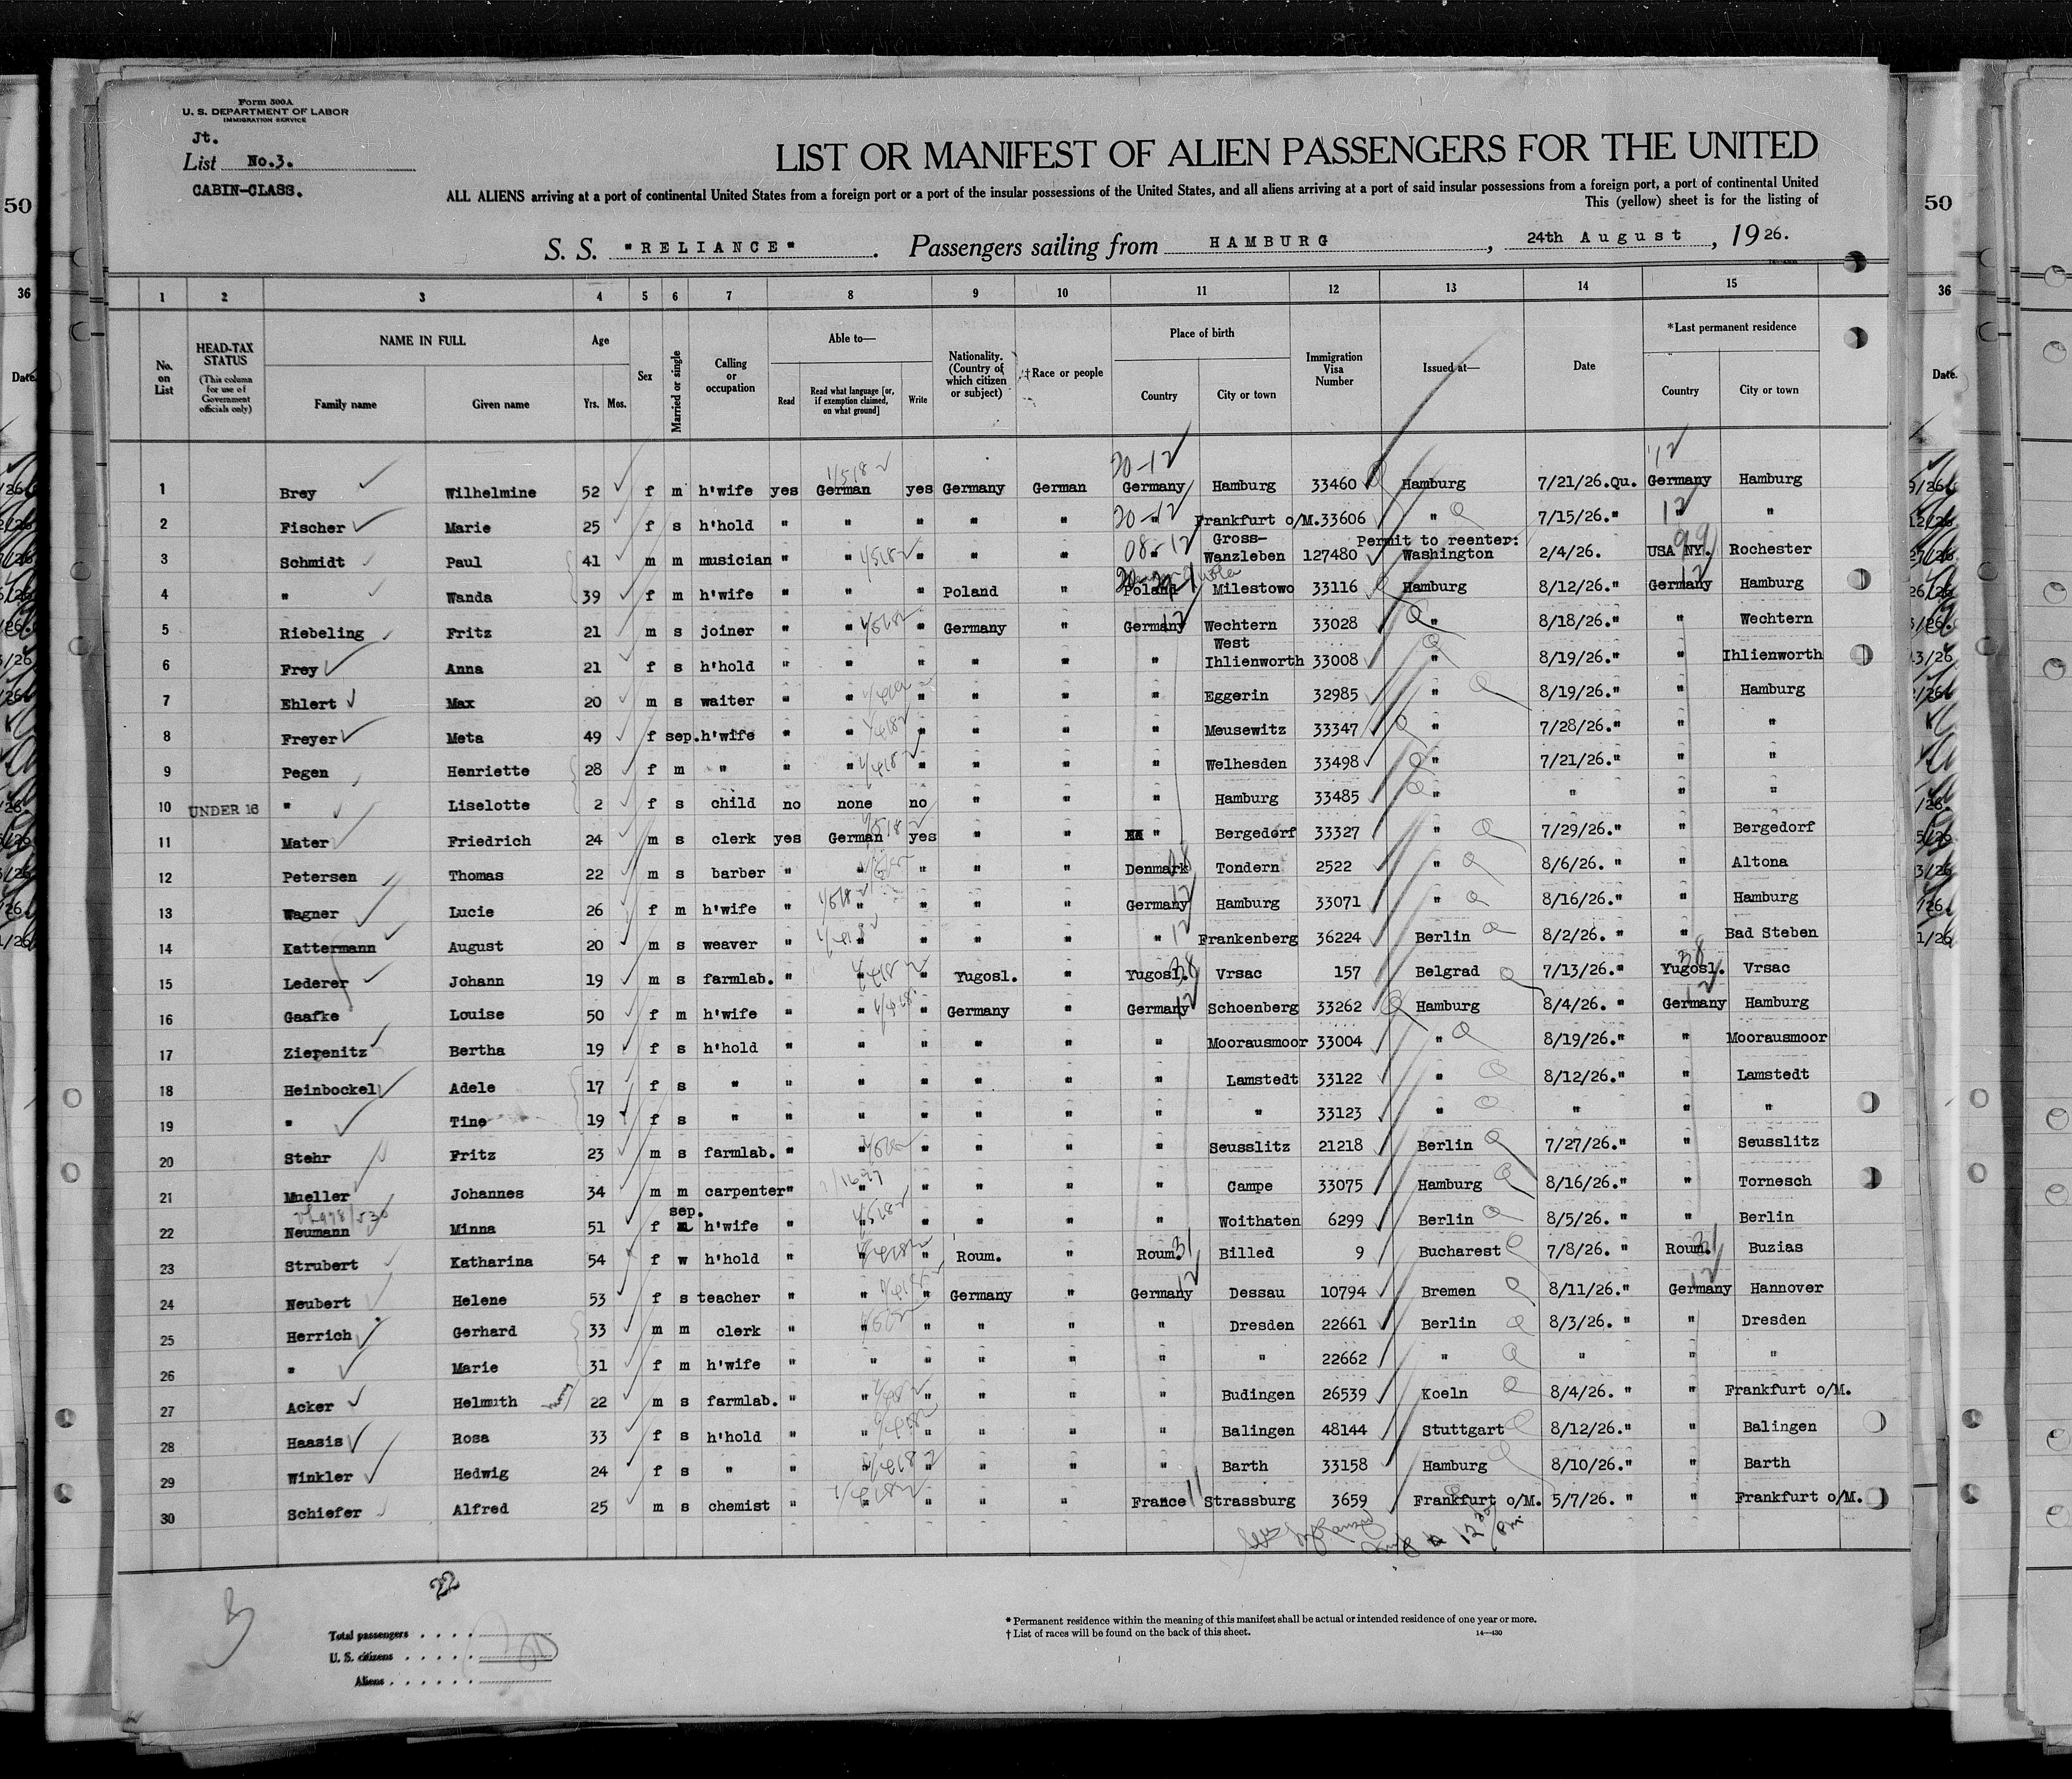 Form 500A
U. S. DEPARTMENT OF LABOR
IMMIGRATION SERVICE
Jt.
List No.3.
CABIN-CLASS.
LIST OR MANIFEST OF ALIEN PASSENGERS FOR THE UNITED
ALL ALIENS arriving at a port of continental United States from a foreign port or a port of the insular possessions of the United States, and all aliens arriving at a port of said insular possessions from a foreign port, a port of continental United
This (yellow) sheet is for the listing of
S. S. "RELIANCE". Passengers sailing from HAMBURG, 24th August, 1926.
1 2 3 4 5 6 7 8 9 10 11 12 13 14 15
No. on List
HEAD-TAX STATUS (This column for use of Government officials only)
NAME IN FULL Family name Given name
Age Yrs. Mos.
Sex
Married or single
Calling or occupation
Able to— Read Read what language [or, if exemption claimed, on what ground] Write
Nationality. (Country of which citizen or subject)
†Race or people
Place of birth Country City or town
Immigration Visa Number
Issued at—
Date
*Last permanent residence Country City or town
1 Brey Wilhelmine 52 f m h'wife yes German yes Germany German Germany Hamburg 33460 Hamburg 7/21/26.Qu. Germany Hamburg
2 Fischer Marie 25 f s h'hold " " " " " " Frankfurt o/M. 33606 " 7/15/26." " "
3 Schmidt Paul 41 m m musician " " " " " " Gross-Wanzleben 127480 Permit to reenter: Washington 2/4/26. USA NY. Rochester
4 " Wanda 39 f m h'wife " " " Poland " Poland Milestowo 33116 Hamburg 8/12/26." Germany Hamburg
5 Riebeling Fritz 21 m s joiner " " " Germany " Germany Wechtern 33028 " 8/18/26." " Wechtern
6 Frey Anna 21 f s h'hold " " " " " " West Ihlienworth 33008 " 8/19/26." " Ihlienworth
7 Ehlert Max 20 m s waiter " " " " " " Eggerin 32985 " 8/19/26." " Hamburg
8 Freyer Meta 49 f sep. h'wife " " " " " " Meusewitz 33347 " 7/28/26." " "
9 Pegen Henriette 28 f m " " " " " " " Welhesden 33498 " 7/21/26." " "
10 UNDER 16 " Liselotte 2 f s child no none no " " " Hamburg 33485 " " " "
11 Mater Friedrich 24 m s clerk yes German yes " " " Bergedorf 33327 " 7/29/26." " Bergedorf
12 Petersen Thomas 22 m s barber " " " " " Denmark Tondern 2522 " 8/6/26. " " Altona
13 Wagner Lucie 26 f m h'wife " " " " " Germany Hamburg 33071 " 8/16/26." " Hamburg
14 Kattermann August 20 m s weaver " " " " " " Frankenberg 36224 Berlin 8/2/26. " " Bad Steben
15 Lederer Johann 19 m s farmlab. " " " Yugosl. " Yugosl. Vrsac 157 Belgrad 7/13/26." Yugosl. Vrsac
16 Gaafke Louise 50 f m h'wife " " " Germany " Germany Schoenberg 33262 Hamburg 8/4/26. " Germany Hamburg
17 Zierenitz Bertha 19 f s h'hold " " " " " " Moorausmoor 33004 " 8/19/26." " Moorausmoor
18 Heinbockel Adele 17 f s " " " " " " " Lamstedt 33122 " 8/12/26." " Lamstedt
19 " Tine 19 f s " " " " " " " " 33123 " " " "
20 Stehr Fritz 23 m s farmlab. " " " " " " Seusslitz 21218 Berlin 7/27/26." " Seusslitz
21 Mueller Johannes 34 m m carpenter " " " " " " Campe 33075 Hamburg 8/16/26." " Tornesch
22 Neumann Minna 51 f sep. h'wife " " " " " " Woithaten 6299 Berlin 8/5/26. " " Berlin
23 Strubert Katharina 54 f w h'hold " " " Roum. " Roum. Billed 9 Bucharest 7/8/26. " Roum. Buzias
24 Neubert Helene 53 f s teacher " " " Germany " Germany Dessau 10794 Bremen 8/11/26." Germany Hannover
25 Herrich Gerhard 33 m m clerk " " " " " " Dresden 22661 Berlin 8/3/26. " " Dresden
26 " Marie 31 f m h'wife " " " " " " " 22662 " " " "
27 Acker Helmuth 22 m s farmlab. " " " " " " Budingen 26539 Koeln 8/4/26. " " Frankfurt o/M.
28 Haasis Rosa 33 f s h'hold " " " " " " Balingen 48144 Stuttgart 8/12/26." " Balingen
29 Winkler Hedwig 24 f s " " " " " " " Barth 33158 Hamburg 8/10/26." " Barth
30 Schiefer Alfred 25 m s chemist " " " " " France Strassburg 3659 Frankfurt o/M. 5/7/26. " " Frankfurt o/M.
22
3
Total passengers
U. S. citizens
Aliens
* Permanent residence within the meaning of this manifest shall be actual or intended residence of one year or more.
† List of races will be found on the back of this sheet. 14—430
50
36
Date.
50
36
Date.